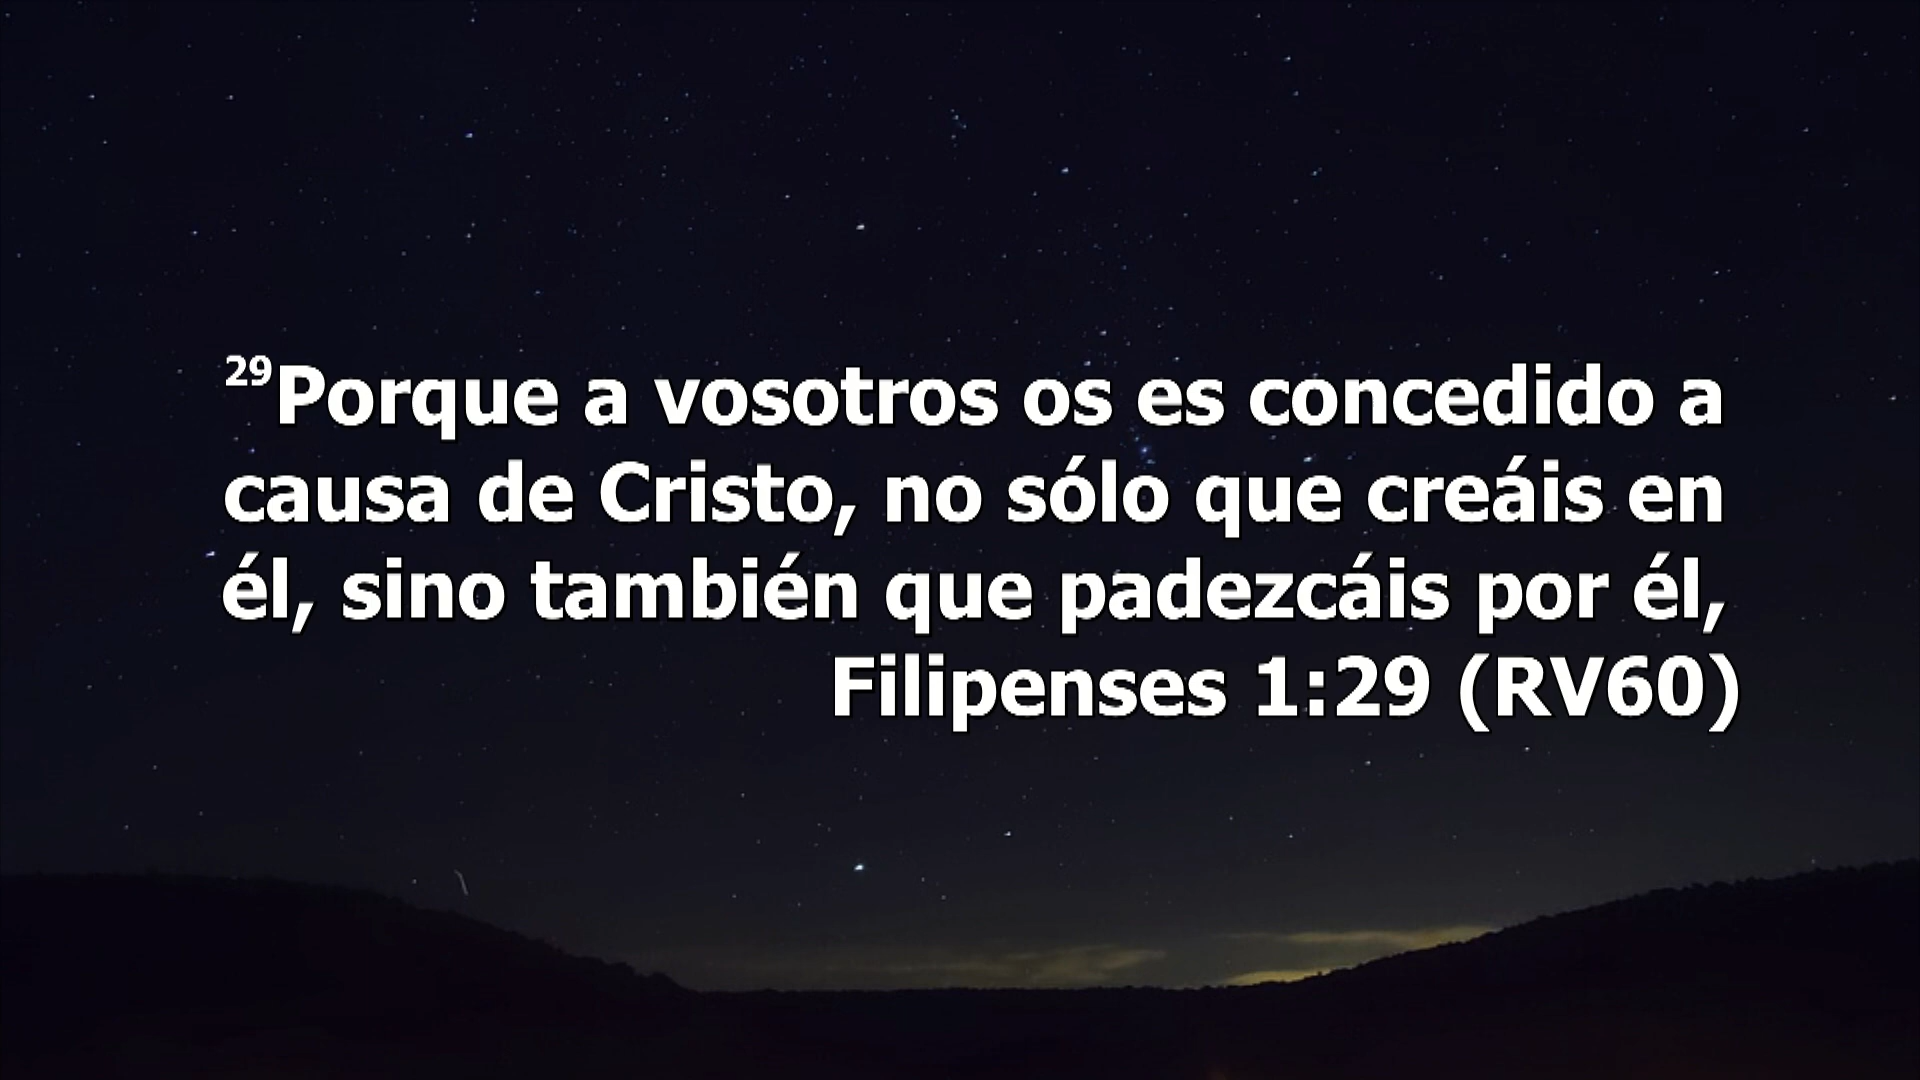 29Porque a vosotros os es concedido a
causa de Cristo, no sólo que creáis en
él, sino también que padezcáis por él,
Filipenses 1:29 (RV60)